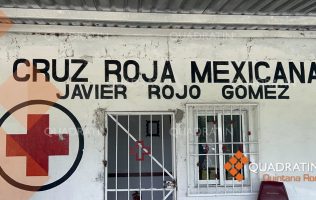 CRUZ ROJA MEXICANA
JAVIER ROJO GOMEZ
QUADRATIN
Quintana Roo